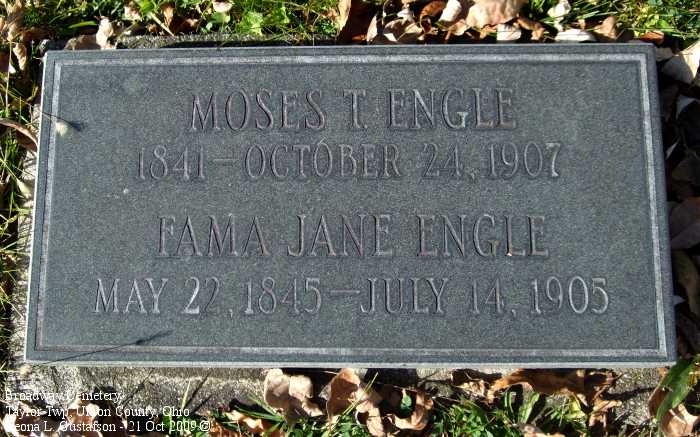 MOSES T. ENGLE
1841 – OCTOBER 24, 1907
FAMA JANE ENGLE
MAY 22, 1845 – JULY 14, 1905
Broadway Cemetery
Taylor Twp, Union County, Ohio
Leona L. Gustafson - 21 Oct 2009 ©